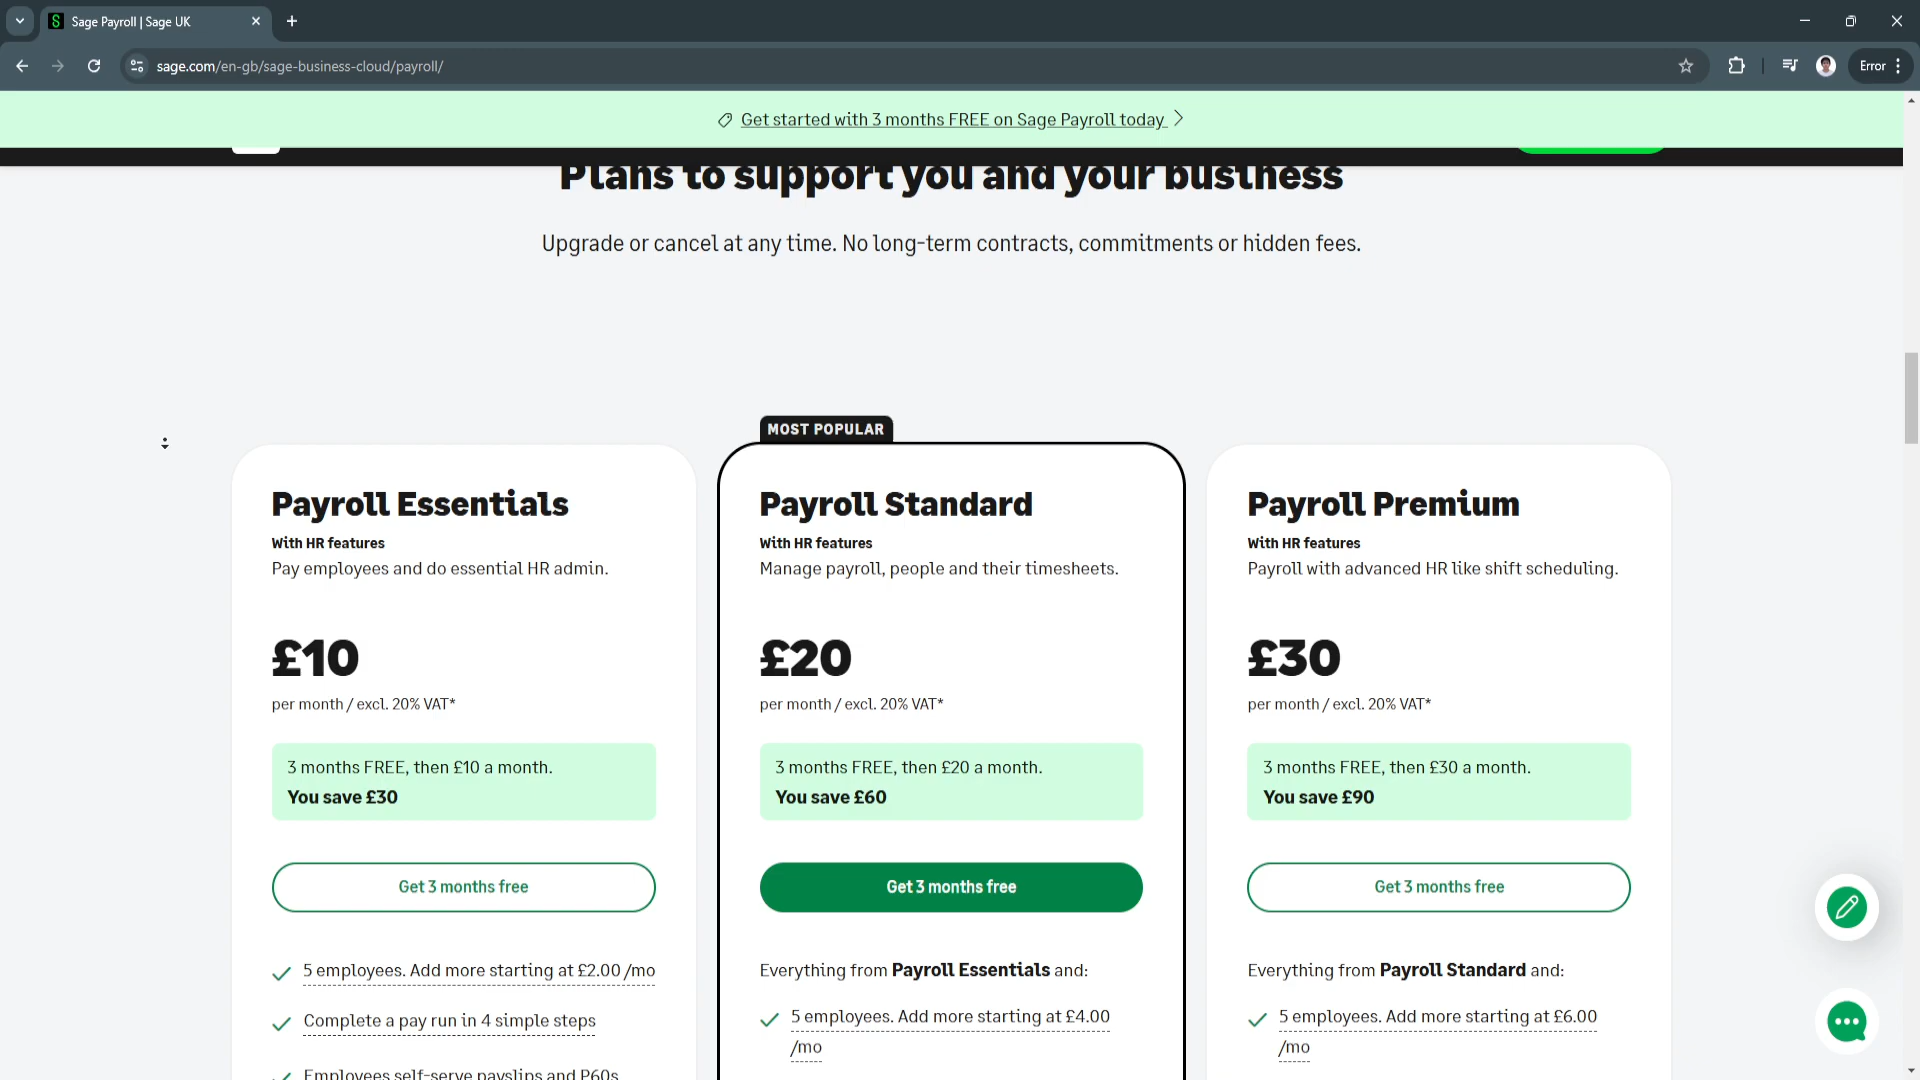 Sage Payroll | Sage UK
sage.com/en-gb/sage-business-cloud/payroll/
Error
Get started with 3 months FREE on Sage Payroll today
Plans to support you and your business
Upgrade or cancel at any time. No long-term contracts, commitments or hidden fees.
MOST POPULAR
Payroll Essentials
With HR features
Pay employees and do essential HR admin.
£10
per month / excl. 20% VAT*
3 months FREE, then £10 a month.
You save £30
Get 3 months free
5 employees. Add more starting at £2.00 /mo
Complete a pay run in 4 simple steps
Employees self-serve payslips and P60s
Payroll Standard
With HR features
Manage payroll, people and their timesheets.
£20
per month / excl. 20% VAT*
3 months FREE, then £20 a month.
You save £60
Get 3 months free
Everything from Payroll Essentials and:
5 employees. Add more starting at £4.00
/mo
Payroll Premium
With HR features
Payroll with advanced HR like shift scheduling.
£30
per month / excl. 20% VAT*
3 months FREE, then £30 a month.
You save £90
Get 3 months free
Everything from Payroll Standard and:
5 employees. Add more starting at £6.00
/mo